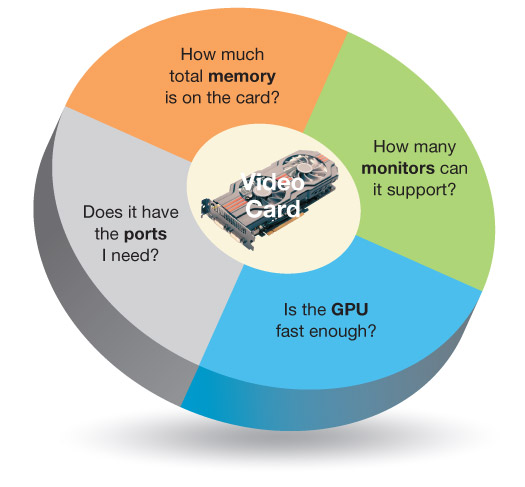 How much
total memory
is on the card?
How many
monitors can
it support?
Video
Card
Does it have
the ports
I need?
Is the GPU
fast enough?